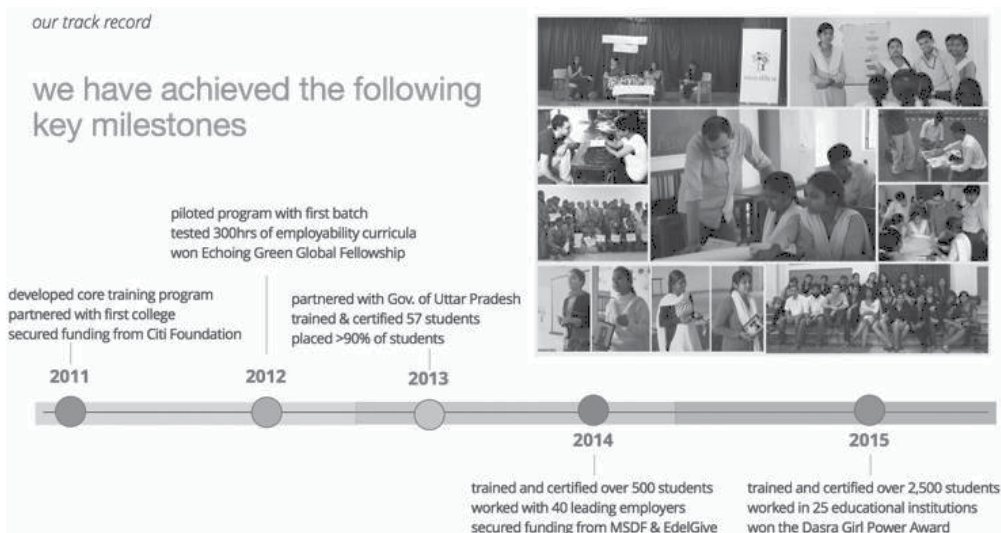 our track record
we have achieved the following
key milestones
piloted program with first batch
tested 300hrs of employability curricula
won Echoing Green Global Fellowship
developed core training program
partnered with first college
secured funding from Citi Foundation
partnered with Gov. of Uttar Pradesh
trained & certified 57 students
placed >90% of students
2011
2012
2013
2014
2015
trained and certified over 500 students
worked with 40 leading employers
secured funding from MSDF & EdelGive
trained and certified over 2,500 students
worked in 25 educational institutions
won the Dasra Girl Power Award